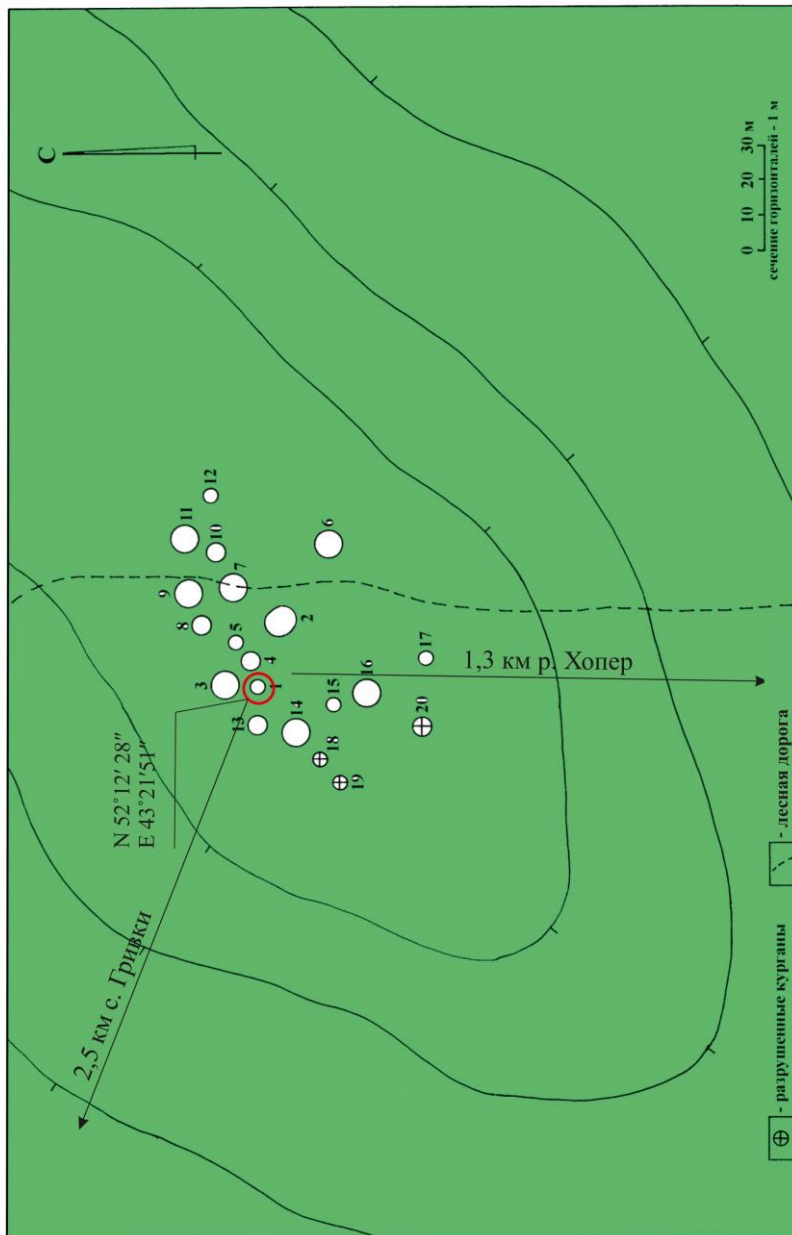 С
11
12
10
9
7
6
8
5
2
3
4
1
13
14
15
16
17
18
19
20
N 52°12' 28"
E 43°21'51"
2,5 км с. Гривки
1,3 км р. Хопер
0 10 20 30 м
сечение горизонталей - 1 м
- разрушенные курганы
- лесная дорога